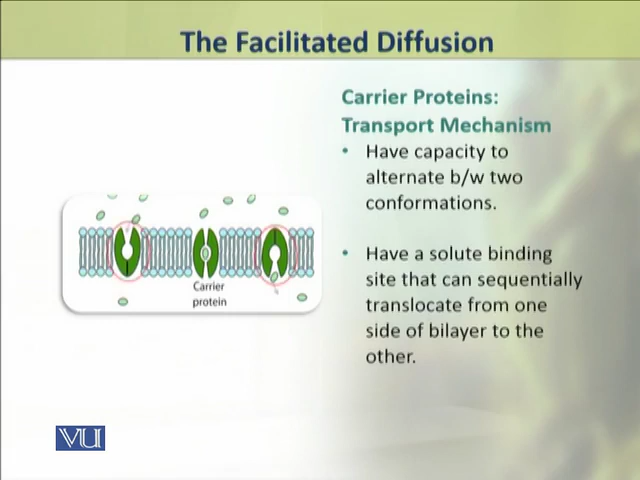 The Facilitated Diffusion
Carrier Proteins:
Transport Mechanism
• Have capacity to
alternate b/w two
conformations.
• Have a solute binding
site that can sequentially
translocate from one
side of bilayer to the
other.
Carrier
protein
VU